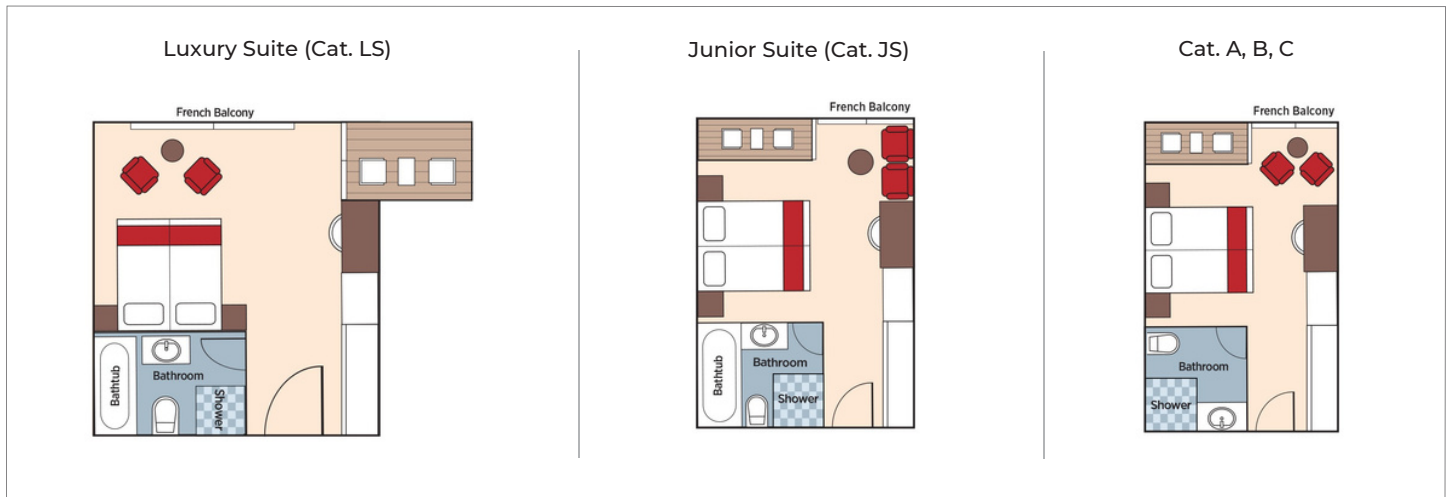 Luxury Suite (Cat. LS)
French Balcony
Bathtub
Bathroom
Shower
Junior Suite (Cat. JS)
French Balcony
Bathtub
Bathroom
Shower
Cat. A, B, C
French Balcony
Bathroom
Shower